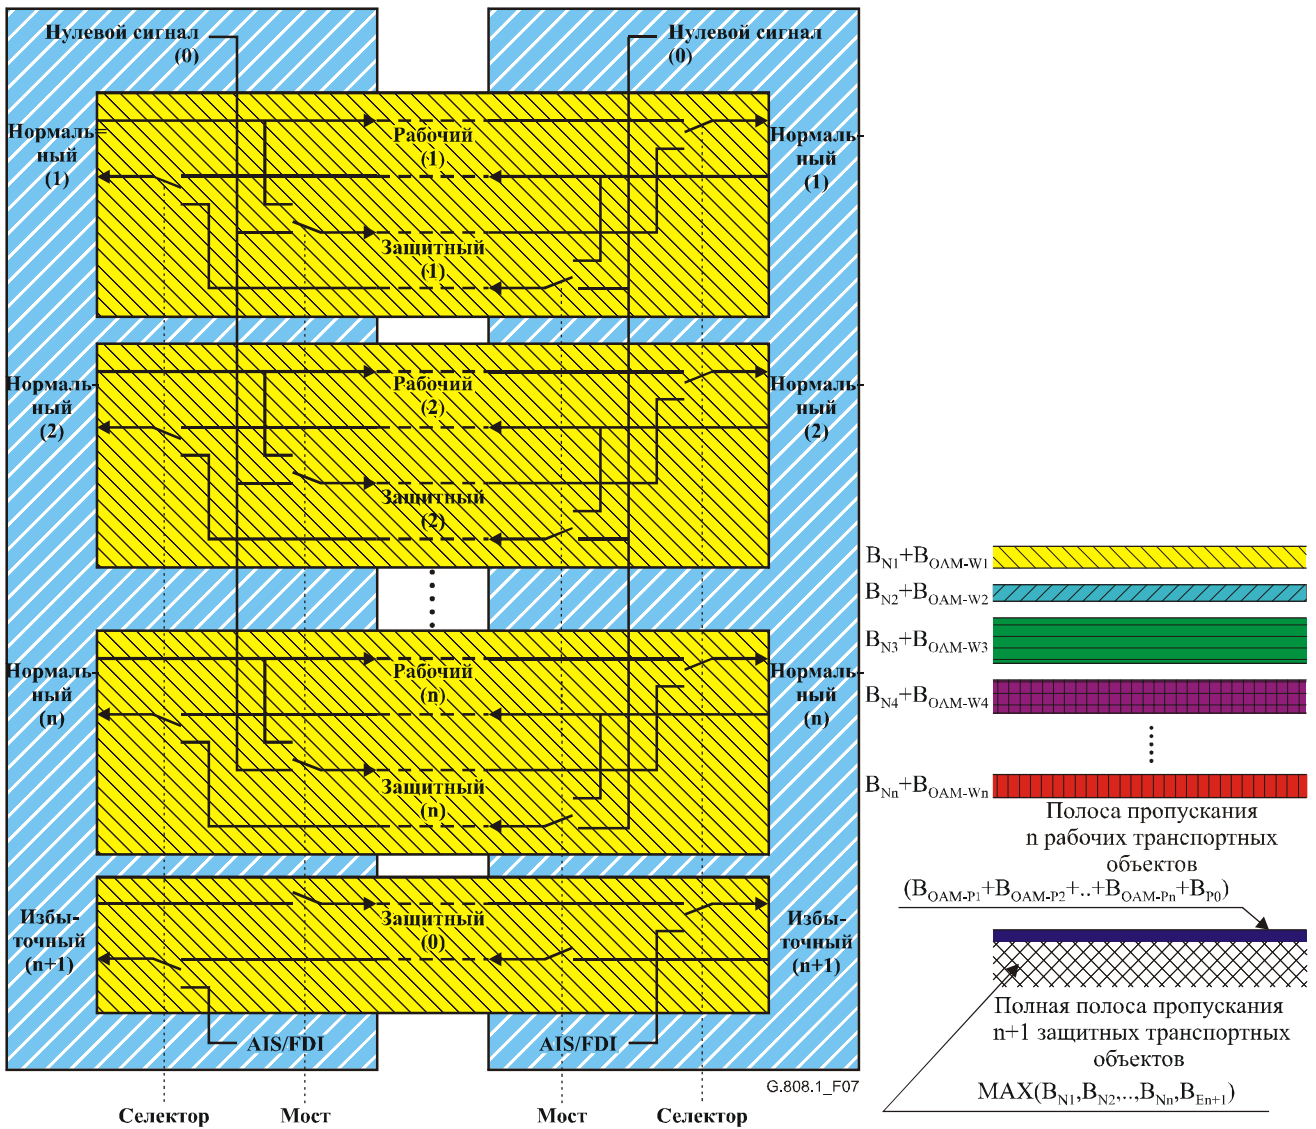 Нулевой сигнал
(0)
Нулевой сигнал
(0)
Нормаль-
ный
(1)
Рабочий
(1)
Защитный
(1)
Нормаль-
ный
(1)
Нормаль-
ный
(2)
Рабочий
(2)
Защитный
(2)
Нормаль-
ный
(2)
Нормаль-
ный
(n)
Рабочий
(n)
Защитный
(n)
Нормаль-
ный
(n)
Избы-
точный
(n+1)
Защитный
(0)
Избы-
точный
(n+1)
AIS/FDI
AIS/FDI
G.808.1_F07
Селектор
Мост
Мост
Селектор
BN1+BOAM-W1
BN2+BOAM-W2
BN3+BOAM-W3
BN4+BOAM-W4
BNn+BOAM-Wn
Полоса пропускания
n рабочих транспортных
объектов
(BOAM-P1+BOAM-P2+..+BOAM-Pn+BP0)
Полная полоса пропускания
n+1 защитных транспортных
объектов
MAX(BN1,BN2,..,BNn,BEn+1)